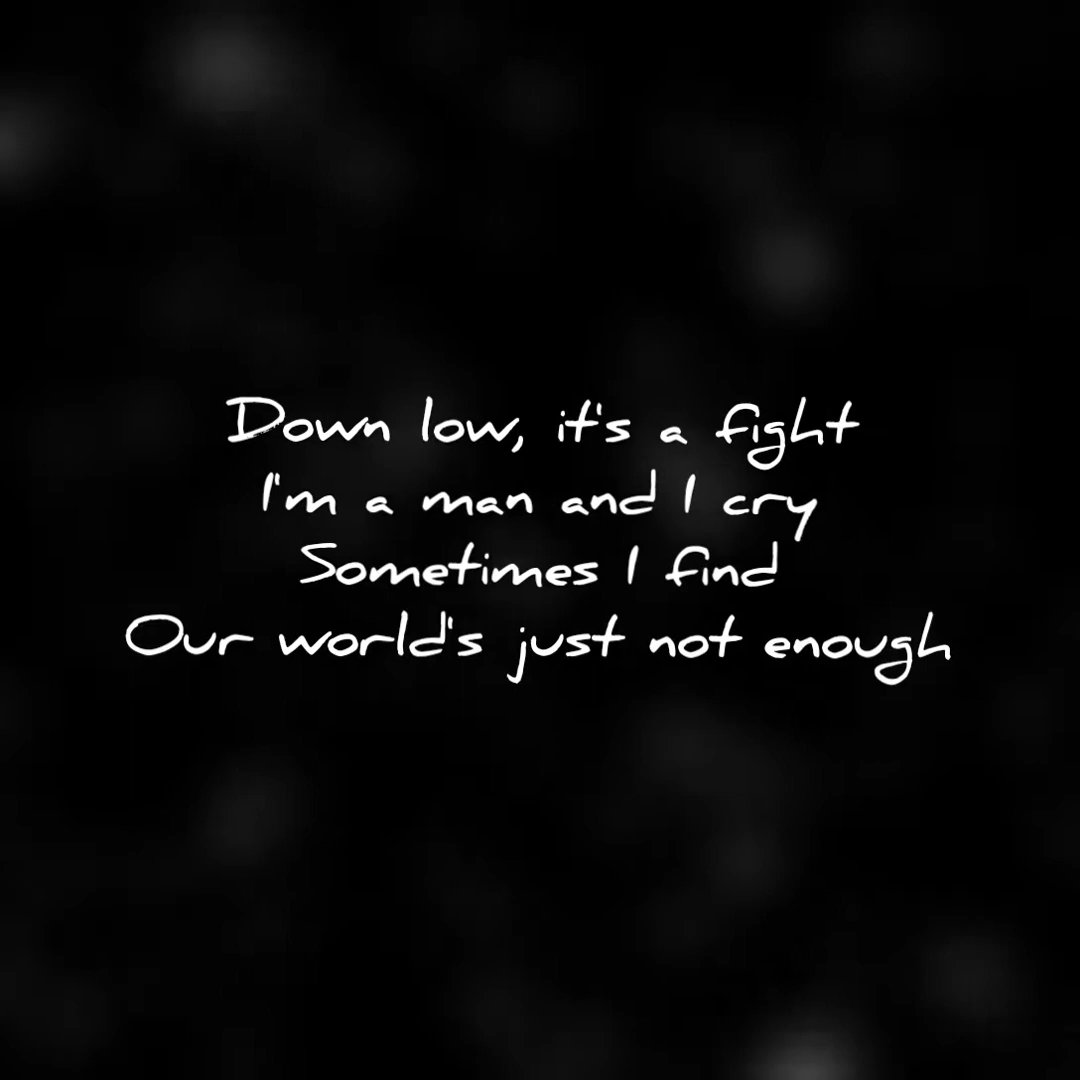 Down low, it's a fight
I'm a man and I cry
Sometimes I find
Our world's just not enough